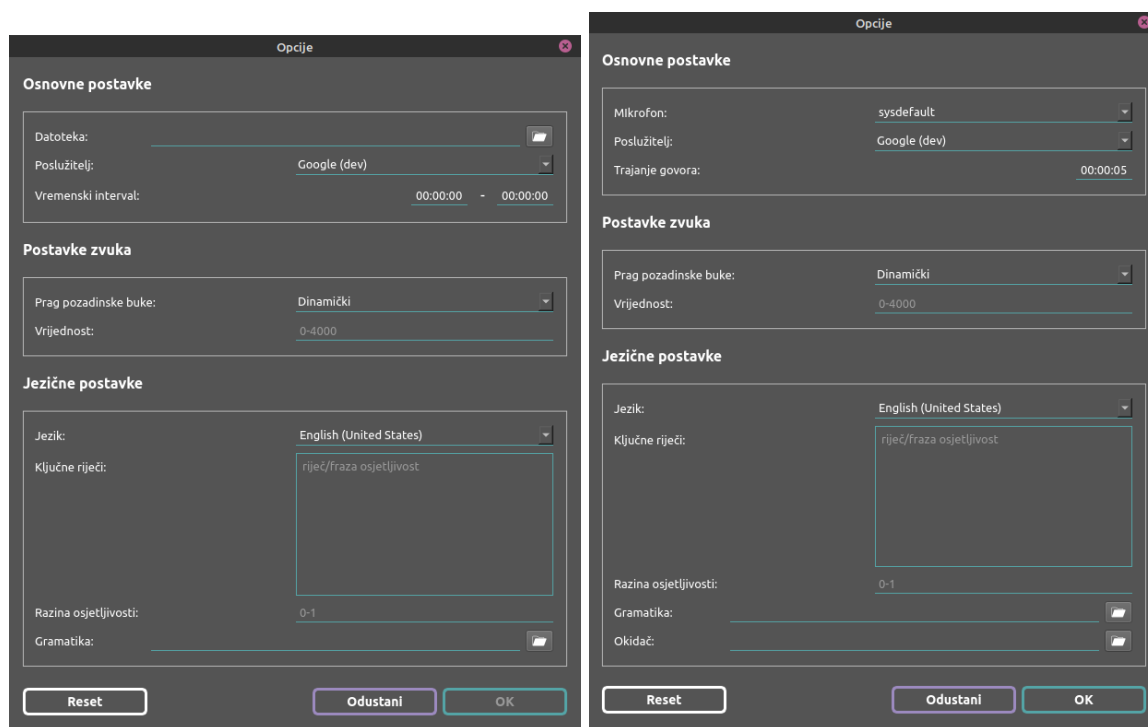 Opcije
Osnovne postavke
Datoteka:
Poslužitelj: Google (dev)
Vremenski interval: 00:00:00 - 00:00:00
Postavke zvuka
Prag pozadinske buke: Dinamički
Vrijednost: 0-4000
Jezične postavke
Jezik: English (United States)
Ključne riječi: riječ/fraza osjetljivost
Razina osjetljivosti: 0-1
Gramatika:
Reset Odustani OK
Opcije
Osnovne postavke
MIkrofon: sysdefault
Poslužitelj: Google (dev)
Trajanje govora: 00:00:05
Postavke zvuka
Prag pozadinske buke: Dinamički
Vrijednost: 0-4000
Jezične postavke
Jezik: English (United States)
Ključne riječi: riječ/fraza osjetljivost
Razina osjetljivosti: 0-1
Gramatika:
Okidač:
Reset Odustani OK